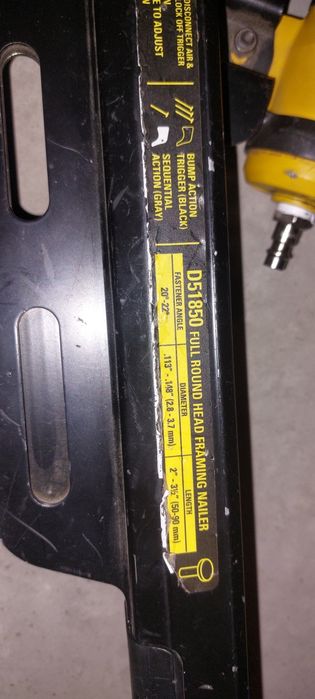 DISCONNECT AIR &
LOCK OFF TRIGGER
TO ADJUST
BUMP ACTION
TRIGGER (BLACK)
SEQUENTIAL
ACTION (GRAY)
D51850 FULL ROUND HEAD FRAMING NAILER
FASTENER ANGLE DIAMETER LENGTH
20°-22° .113" - .148" (2.8 - 3.7 mm) 2" - 3½" (50-90 mm)